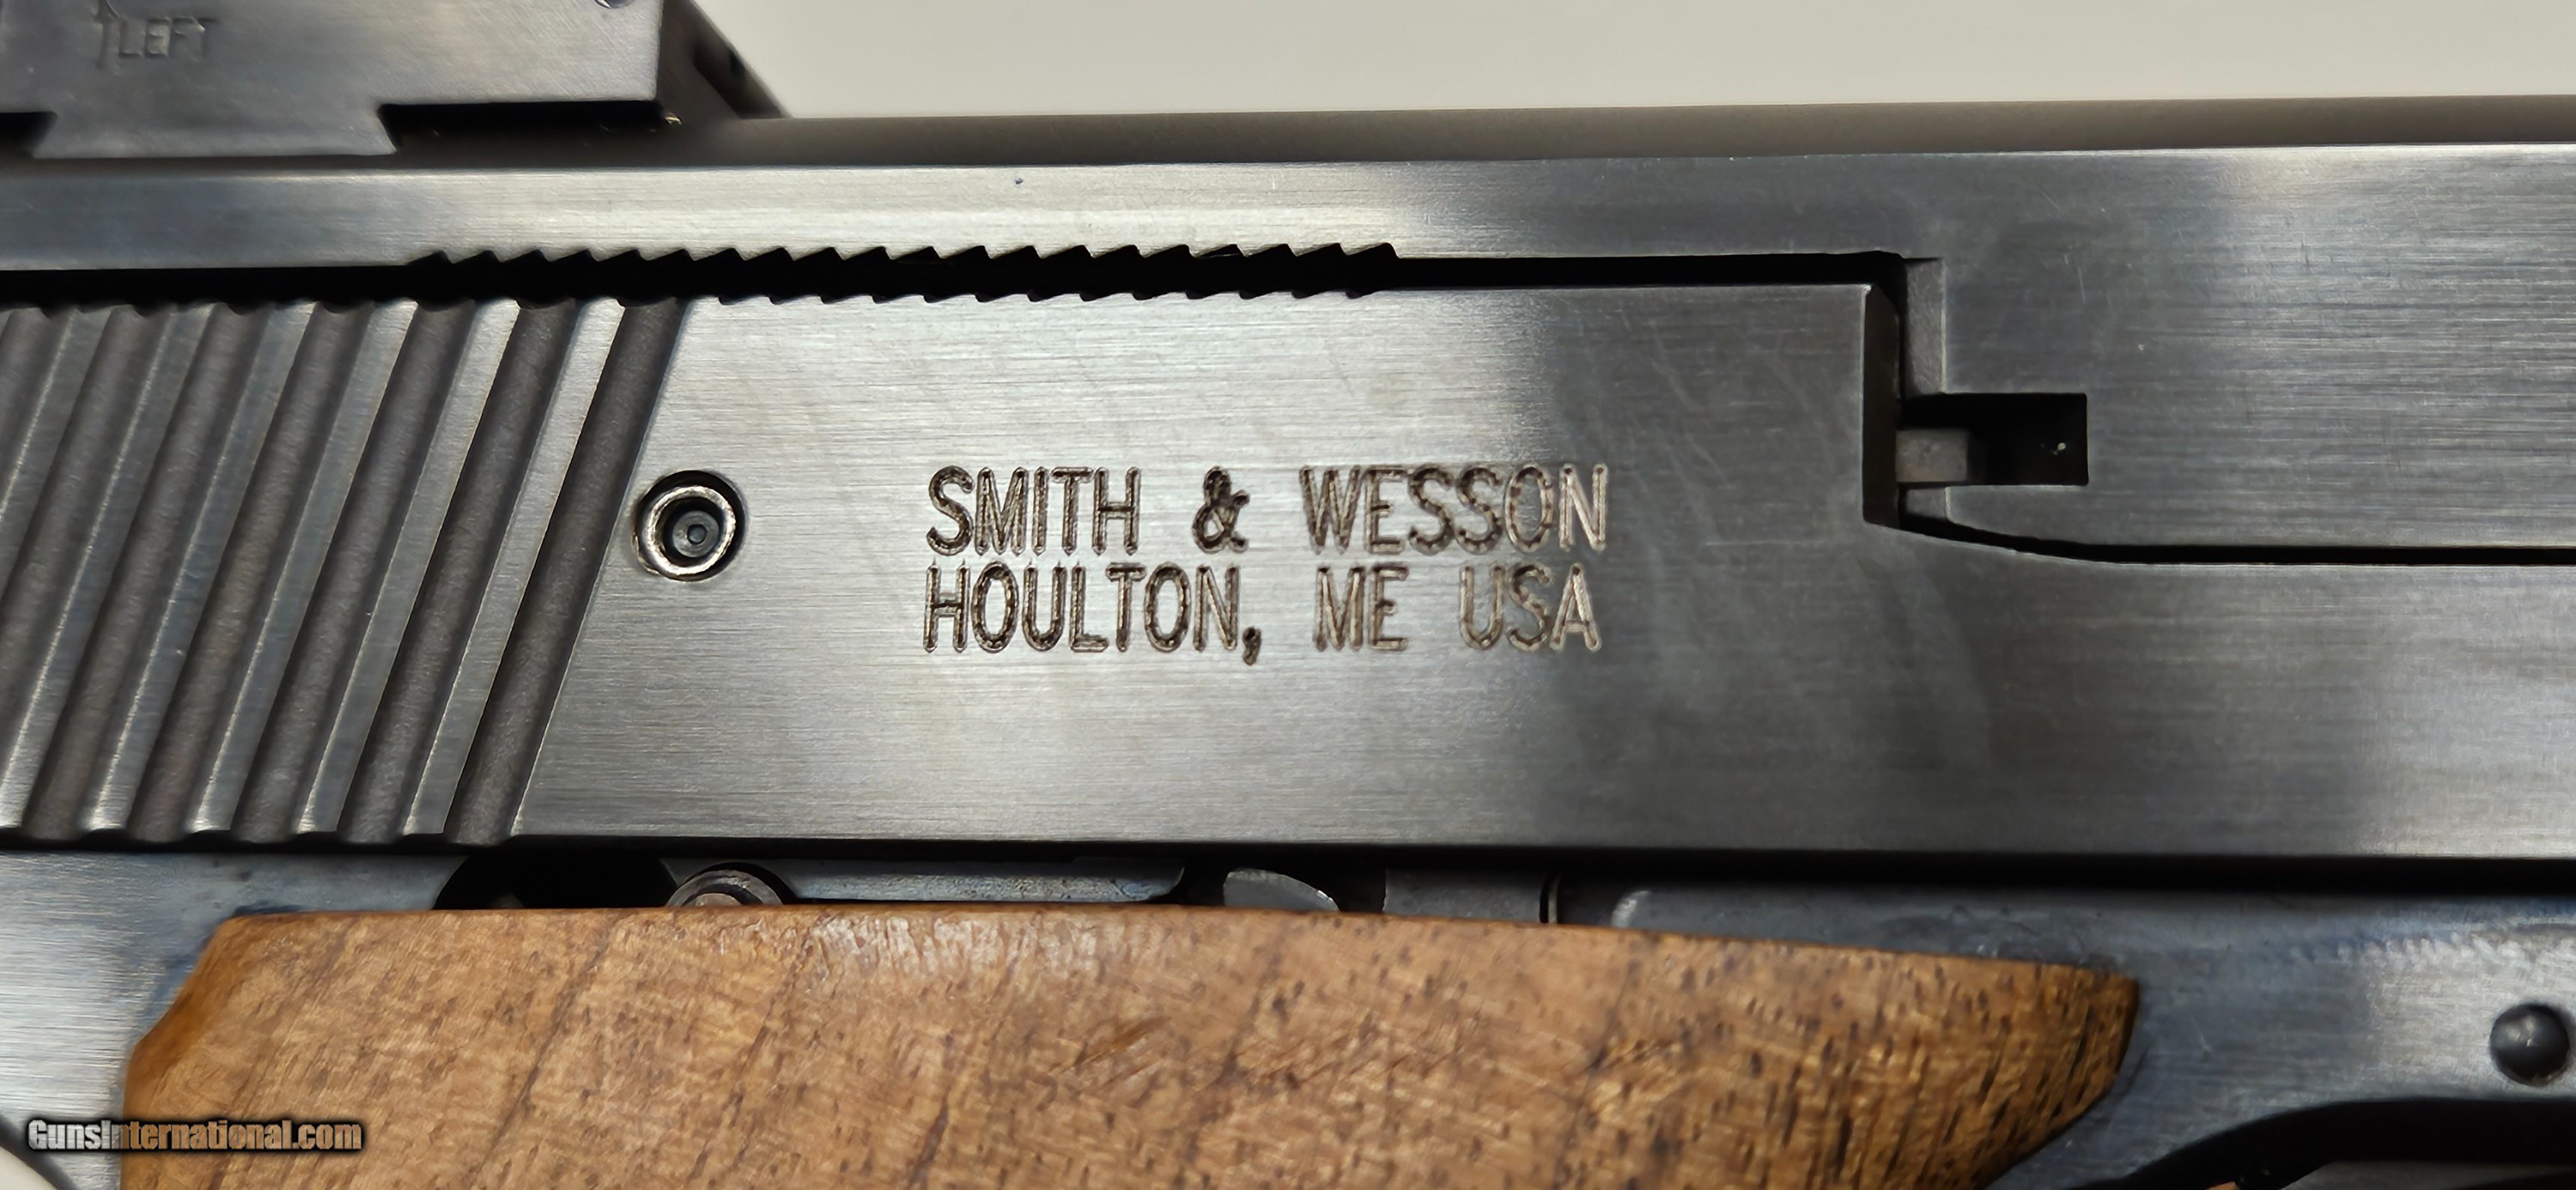 LEFT
SMITH & WESSON
HOULTON, ME USA
GunsInternational.com